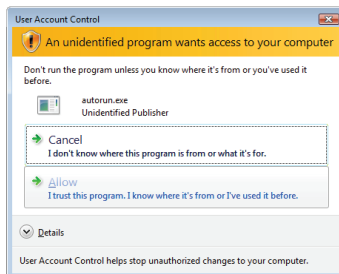 User Account Control
An unidentified program wants access to your computer
Don't run the program unless you know where it's from or you've used it
before.
autorun.exe
Unidentified Publisher
Cancel
I don't know where this program is from or what it's for.
Allow
I trust this program. I know where it's from or I've used it before.
Details
User Account Control helps stop unauthorized changes to your computer.